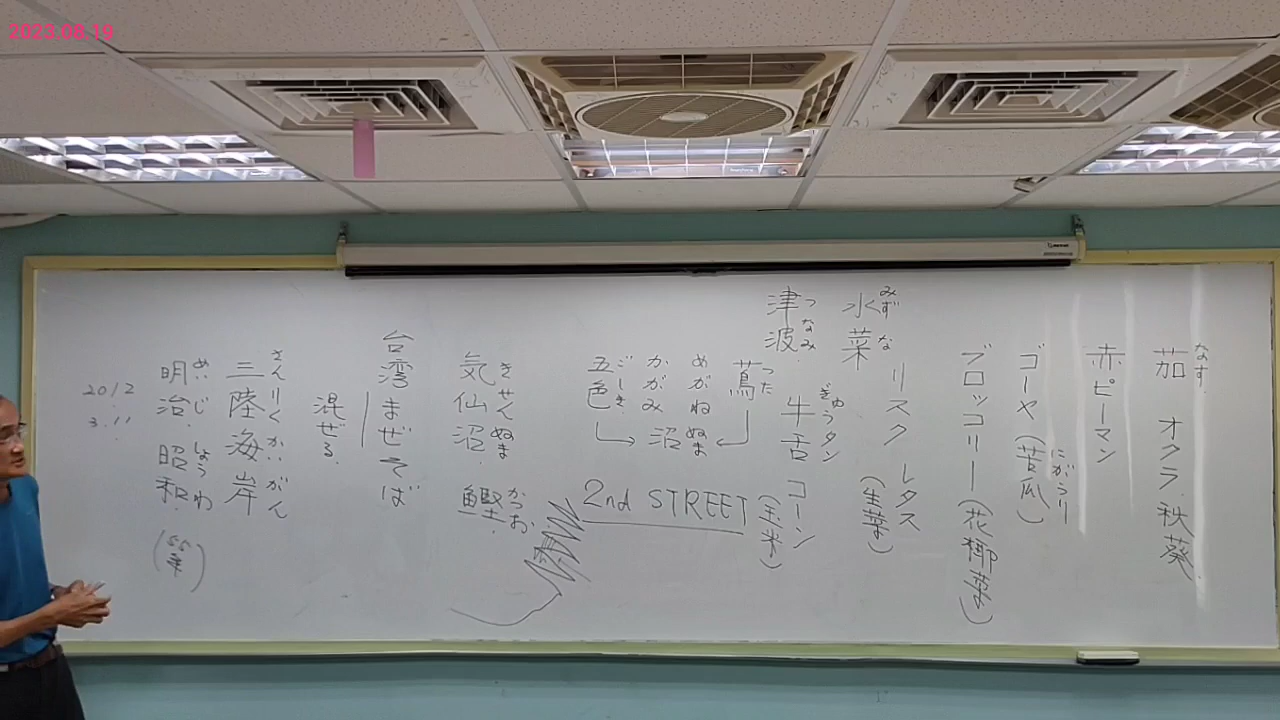 2023.08.19
茄 オクラ 秋葵
なす
赤ピーマン
ゴーヤ(苦瓜)
にがうり
ブロッコリー(花椰菜)
リスク レタス
(生菜)
水菜
みずな
津波
つなみ
牛舌
ぎゅうタン
コーン
(玉米)
蔦
つた
めがね
かがみ
五色
ごしき
沼
ぬま
2nd STREET
気仙沼. 鰹.
きせんぬま かつお
台湾まぜそば
混ぜる.
三陸海岸
さんりくかいがん
明治. 昭和.
めいじ しょうわ
2012
3.11